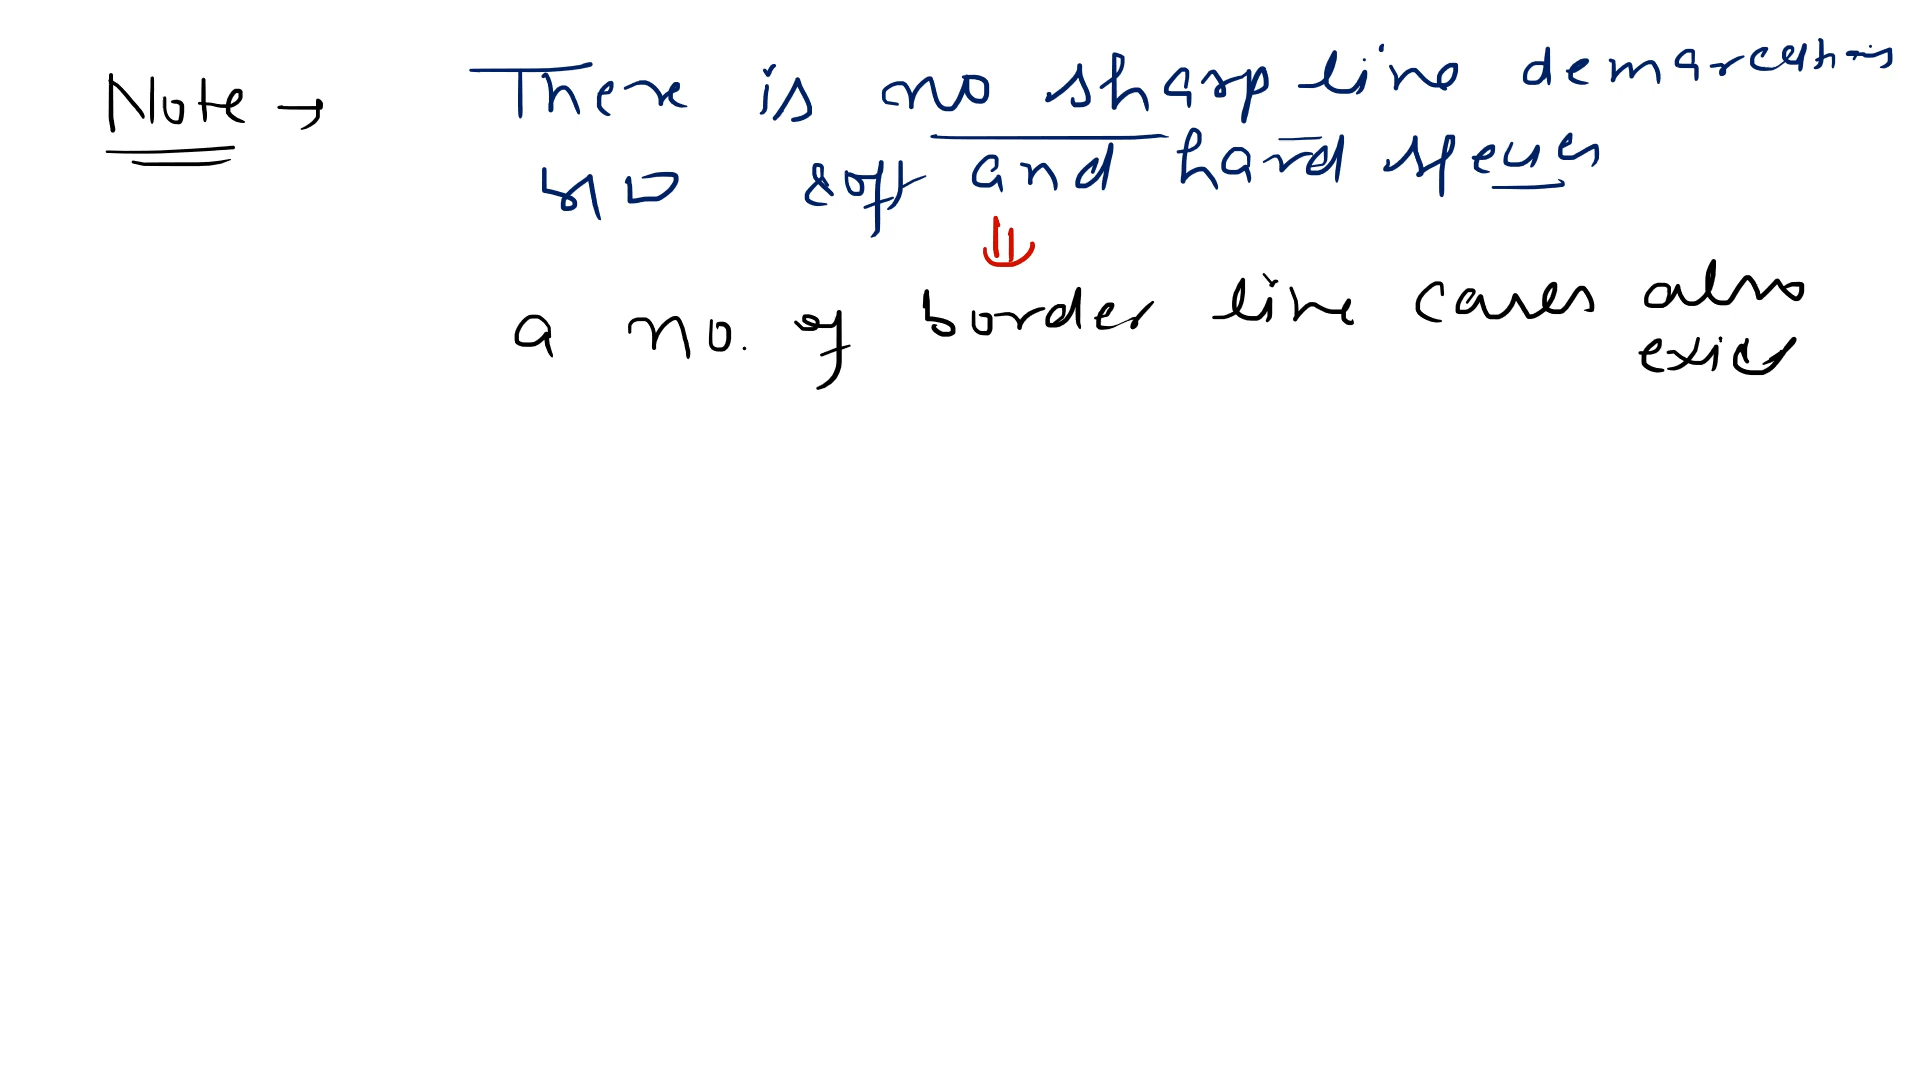 Note → There is no sharp line demarcation
b/w soft and hard species
⇓
a no. of border line cases also
exist